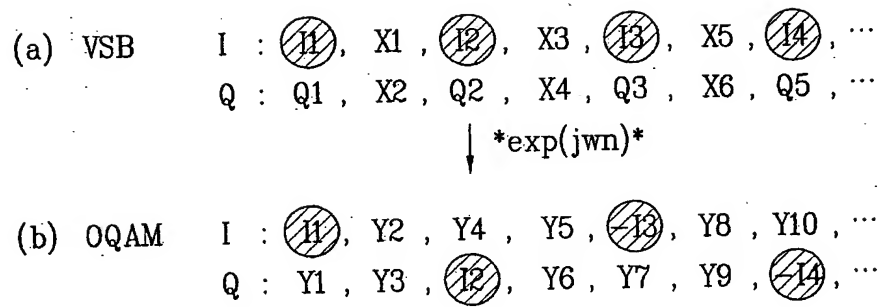 (a) VSB I : I1, X1, I2, X3, I3, X5, I4, ...
Q : Q1, X2, Q2, X4, Q3, X6, Q5, ...
*exp(jwn)*
(b) OQAM I : I1, Y2, Y4, Y5, -I3, Y8, Y10, ...
Q : Y1, Y3, I2, Y6, Y7, Y9, -I4, ...